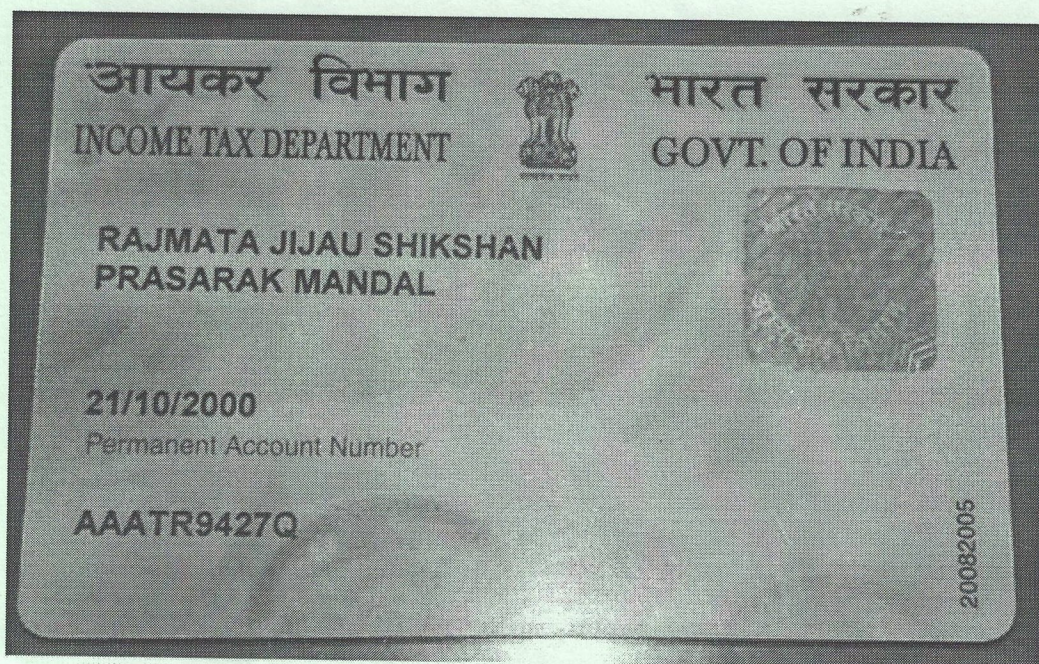 आयकर विभाग
भारत सरकार
INCOME TAX DEPARTMENT
GOVT. OF INDIA
RAJMATA JIJAU SHIKSHAN
PRASARAK MANDAL
21/10/2000
Permanent Account Number
AAATR9427Q
20082005